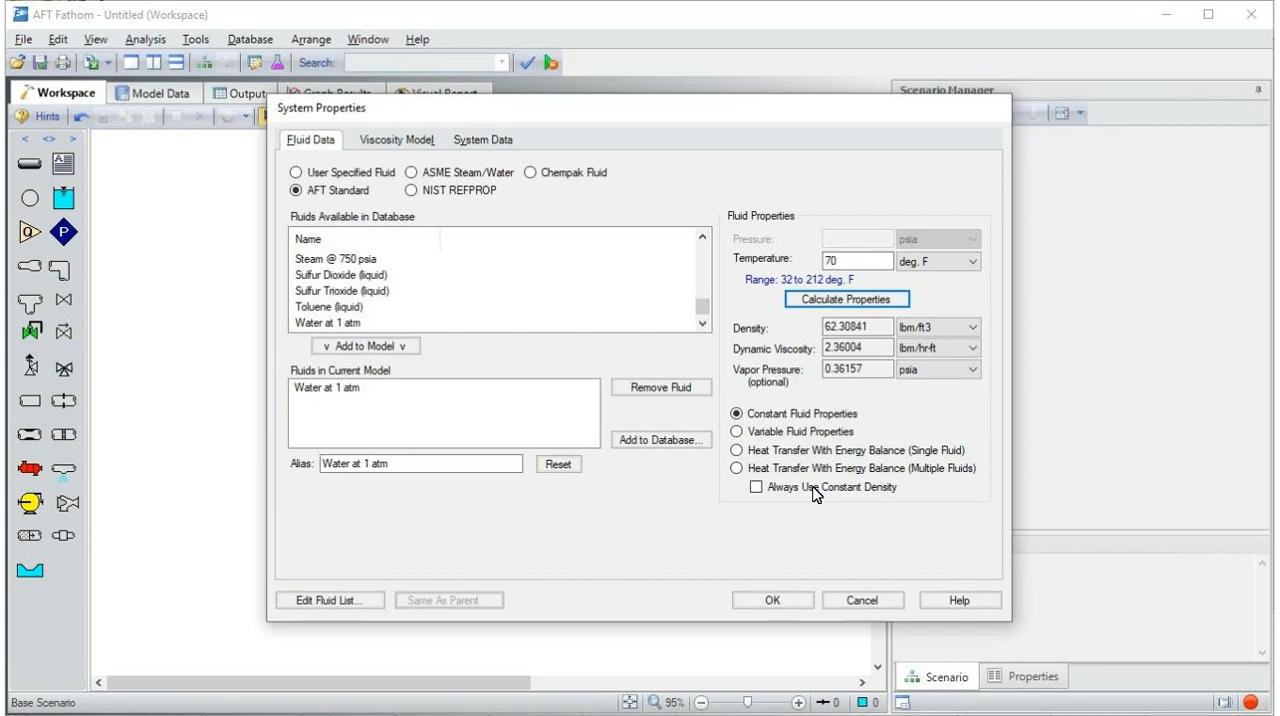 AFT Fathom - Untitled (Workspace)
File Edit View Analysis Tools Database Arrange Window Help
Search:
Workspace Model Data Output Graph Results Visual Report
Hints
Scenario Manager
System Properties
Fluid Data Viscosity Model System Data
User Specified Fluid ASME Steam/Water Chempak Fluid
AFT Standard NIST REFPROP
Fluids Available in Database
Name
Steam @ 750 psia
Sulfur Dioxide (liquid)
Sulfur Trioxide (liquid)
Toluene (liquid)
Water at 1 atm
v Add to Model v
Fluids in Current Model
Water at 1 atm
Remove Fluid
Add to Database...
Alias: Water at 1 atm Reset
Fluid Properties
Pressure: psia
Temperature: 70 deg. F
Range: 32 to 212 deg. F
Calculate Properties
Density: 62.30841 lbm/ft3
Dynamic Viscosity: 2.36004 lbm/hr-ft
Vapor Pressure: 0.36157 psia
(optional)
Constant Fluid Properties
Variable Fluid Properties
Heat Transfer With Energy Balance (Single Fluid)
Heat Transfer With Energy Balance (Multiple Fluids)
Always Use Constant Density
Edit Fluid List... Same As Parent OK Cancel Help
Scenario Properties
Base Scenario 95% 0 0